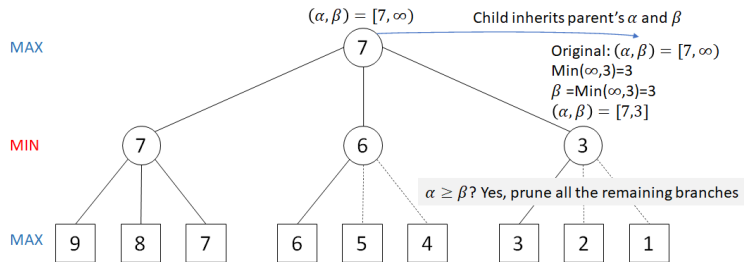 (α, β) = [7, ∞)
Child inherits parent's α and β
MAX
7
Original: (α, β) = [7, ∞)
Min(∞,3)=3
β =Min(∞,3)=3
(α, β) = [7,3]
MIN
7
6
3
α ≥ β? Yes, prune all the remaining branches
MAX
9
8
7
6
5
4
3
2
1